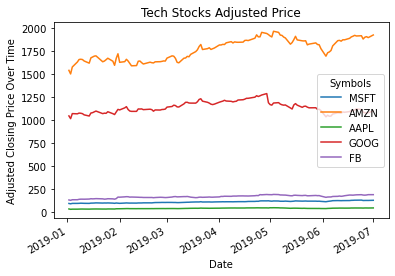 Tech Stocks Adjusted Price
Adjusted Closing Price Over Time
2000
1750
1500
1250
1000
750
500
250
0
Symbols
MSFT
AMZN
AAPL
GOOG
FB
2019-01
2019-02
2019-03
2019-04
2019-05
2019-06
2019-07
Date